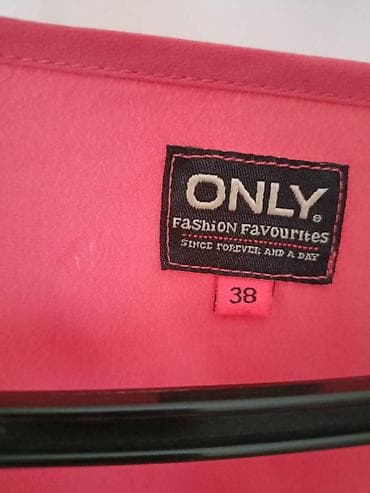 ONLY®
FaSHiON FavouRiTes
SINCE FOREVER AND A DAY
38